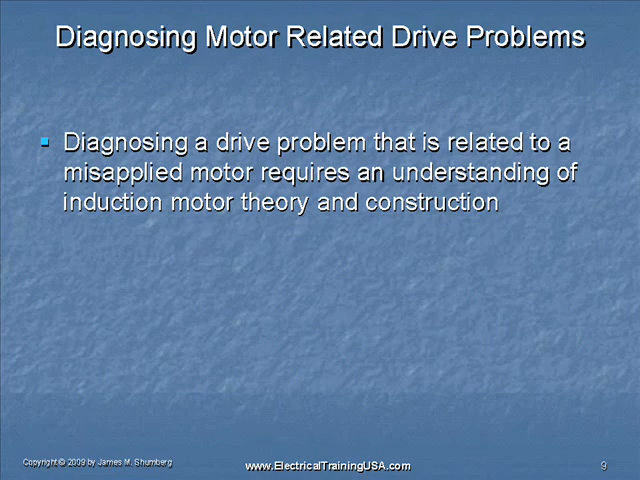 Diagnosing Motor Related Drive Problems
Diagnosing a drive problem that is related to a
misapplied motor requires an understanding of
induction motor theory and construction
Copyright © 2009 by James M. Shumberg
www.ElectricalTrainingUSA.com
9